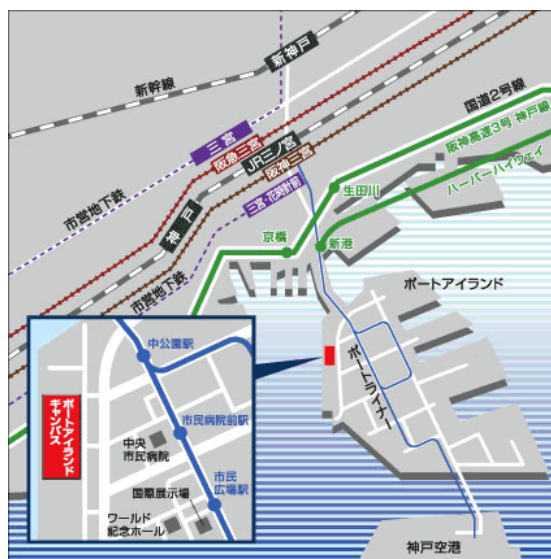 新神戸
新幹線
国道2号線
三宮
阪急三宮
JR三ノ宮
阪神三宮
阪神高速3号 神戸線
ハーバーハイウェイ
市営地下鉄
三宮・花時計前
生田川
神戸
京橋
新港
市営地下鉄
ポートアイランド
ポートライナー
中公園駅
ポートアイランド
キャンパス
市民病院前駅
中央
市民病院
市民
広場駅
国際展示場
ワールド
記念ホール
神戸空港